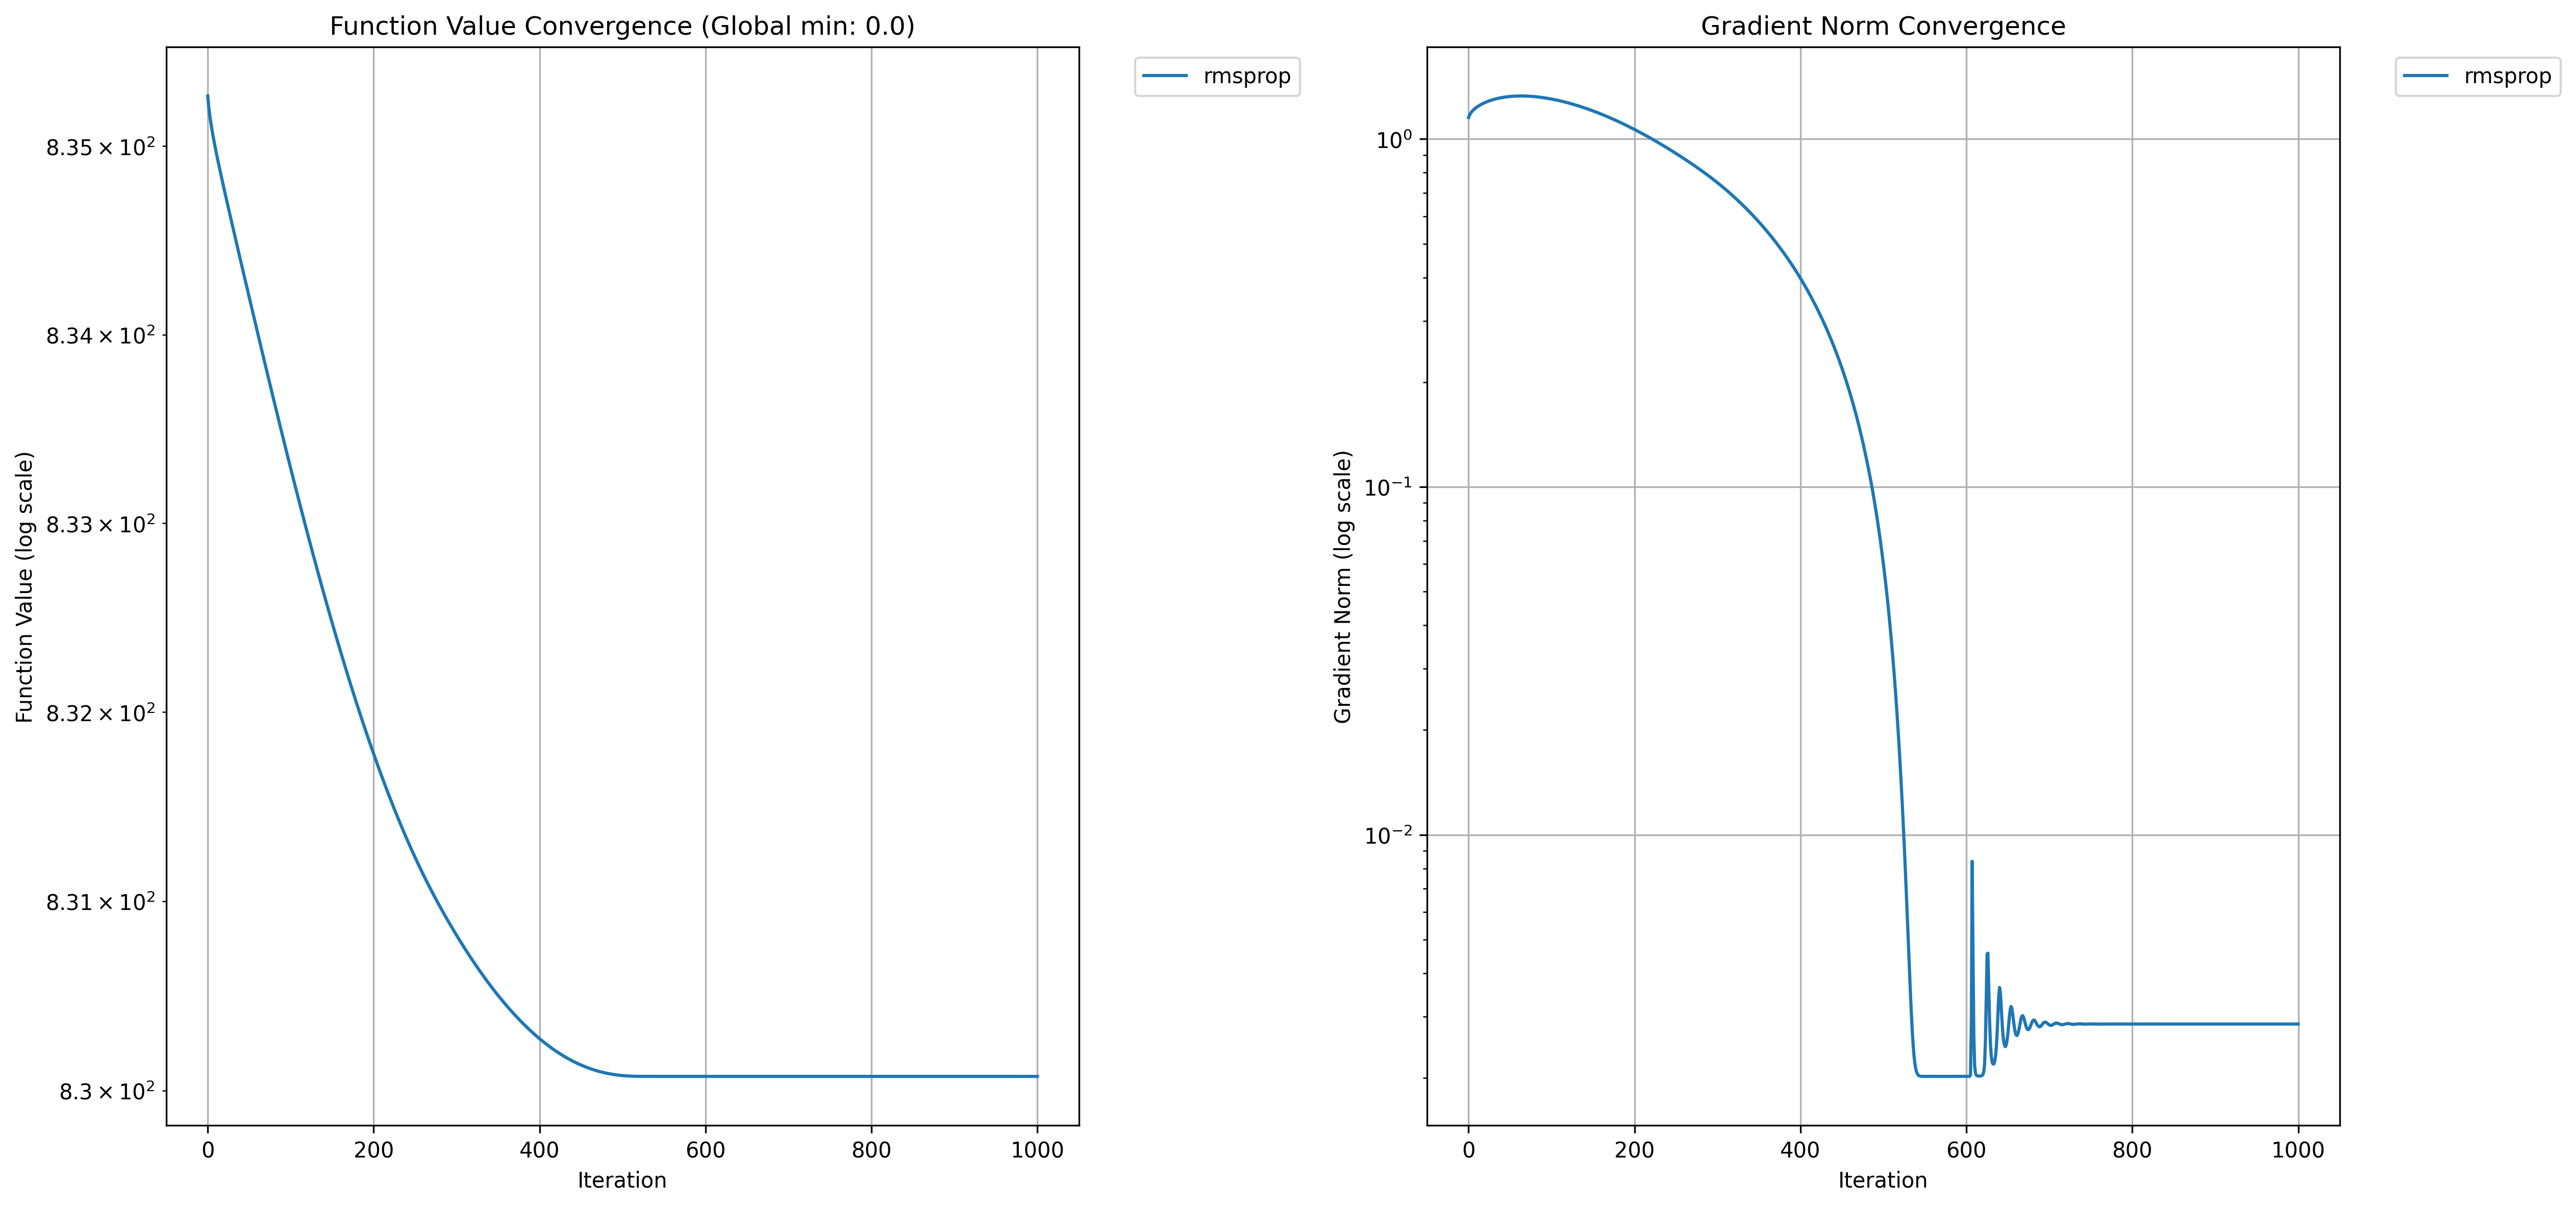 Function Value Convergence (Global min: 0.0)
Function Value (log scale)
8.35 × 10²
8.34 × 10²
8.33 × 10²
8.32 × 10²
8.31 × 10²
8.3 × 10²
0 200 400 600 800 1000
Iteration
rmsprop
Gradient Norm Convergence
Gradient Norm (log scale)
10⁰
10⁻¹
10⁻²
0 200 400 600 800 1000
Iteration
rmsprop